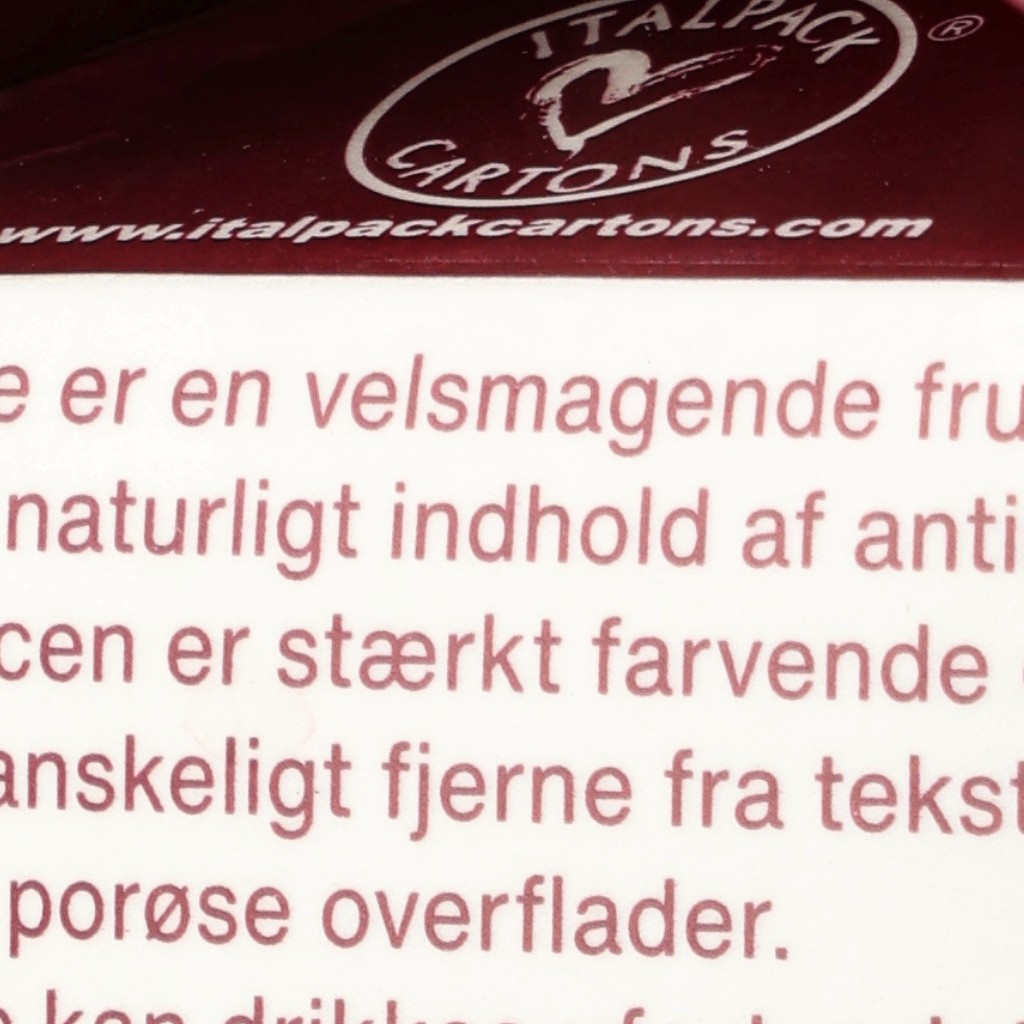 ITALPACK ®
CARTONS
www.italpackcartons.com
er en velsmagende
naturligt indhold af
er stærkt farvende
fjerne fra
porøse overflader.